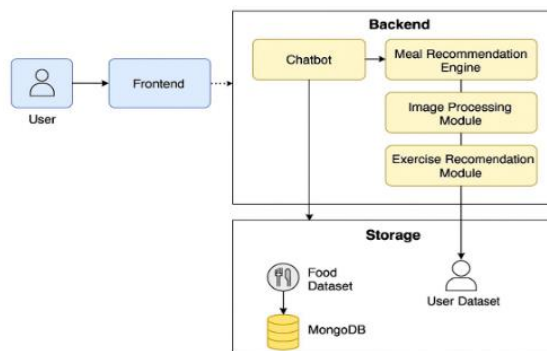 Backend
Chatbot
Meal Recommendation
Engine
Frontend
User
Image Processing
Module
Exercise Recomendation
Module
Storage
Food
Dataset
User Dataset
MongoDB